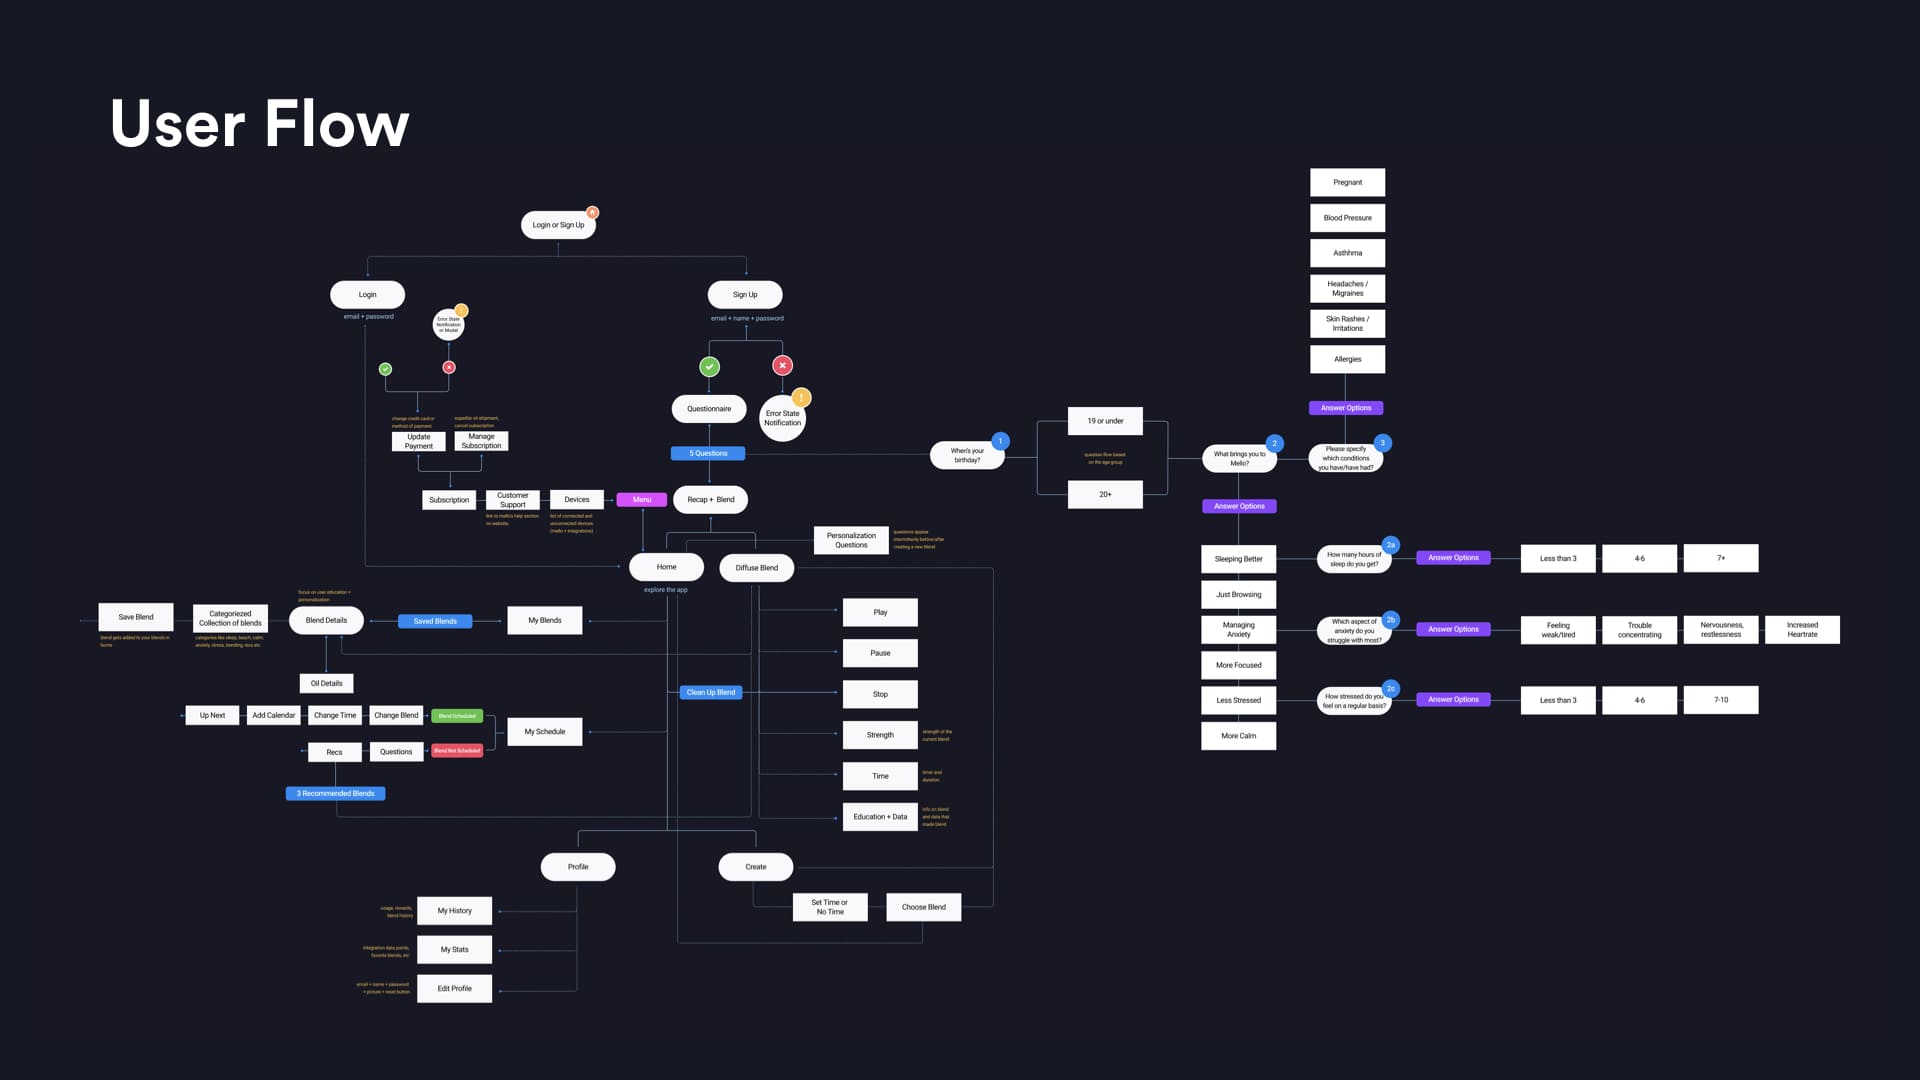 User Flow
Login or Sign Up
Login
email + password
Error State
Notification
or Modal
!
change credit card or
method of payment
Update
Payment
expedite oil shipment,
cancel subscription
Manage
Subscription
Subscription
Customer
Support
link to mello's help section
on website
Devices
list of connected and
unconnected devices
(mello + integrations)
Menu
Sign Up
email + name + password
Questionnaire
!
Error State
Notification
5 Questions
Recap + Blend
Home
explore the app
Diffuse Blend
Personalization
Questions
questions appear
intermittently before/after
creating a new blend
Save Blend
blend gets added to your blends in
home
Categoriezed
Collection of blends
categories like sleep, beach, calm,
anxiety, stress, trending, recs etc
focus on user education +
personalization
Blend Details
Saved Blends
My Blends
Oil Details
Up Next
Add Calendar
Change Time
Change Blend
Blend Scheduled
My Schedule
Recs
Questions
Blend Not Scheduled
3 Recommended Blends
Clean Up Blend
Play
Pause
Stop
Strength
strength of the
current blend
Time
timer and
duration
Education + Data
info on blend
and data that
made blend
Profile
Create
usage, rewards,
blend history
My History
integration data points,
favorite blends, etc
My Stats
email + name + password
+ picture + reset button
Edit Profile
Set Time or
No Time
Choose Blend
When's your
birthday?
1
19 or under
question flow based
on the age group
20+
What brings you to
Mello?
2
Answer Options
Pregnant
Blood Pressure
Asthhma
Headaches /
Migraines
Skin Rashes /
Irritations
Allergies
Answer Options
Please specify
which conditions
you have/have had?
3
Sleeping Better
Just Browsing
Managing
Anxiety
More Focused
Less Stressed
More Calm
How many hours of
sleep do you get?
2a
Answer Options
Less than 3
4-6
7+
Which aspect of
anxiety do you
struggle with most?
2b
Answer Options
Feeling
weak/tired
Trouble
concentrating
Nervousness,
restlessness
Increased
Heartrate
How stressed do you
feel on a regular basis?
2c
Answer Options
Less than 3
4-6
7-10